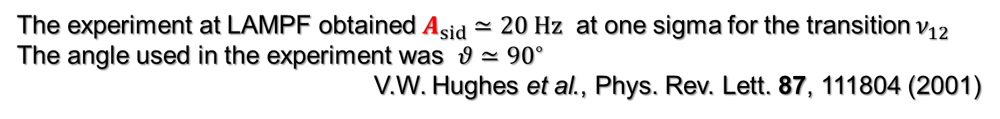 The experiment at LAMPF obtained A_sid ≃ 20 Hz at one sigma for the transition ν_12
The angle used in the experiment was ϑ ≃ 90°
V.W. Hughes et al., Phys. Rev. Lett. 87, 111804 (2001)